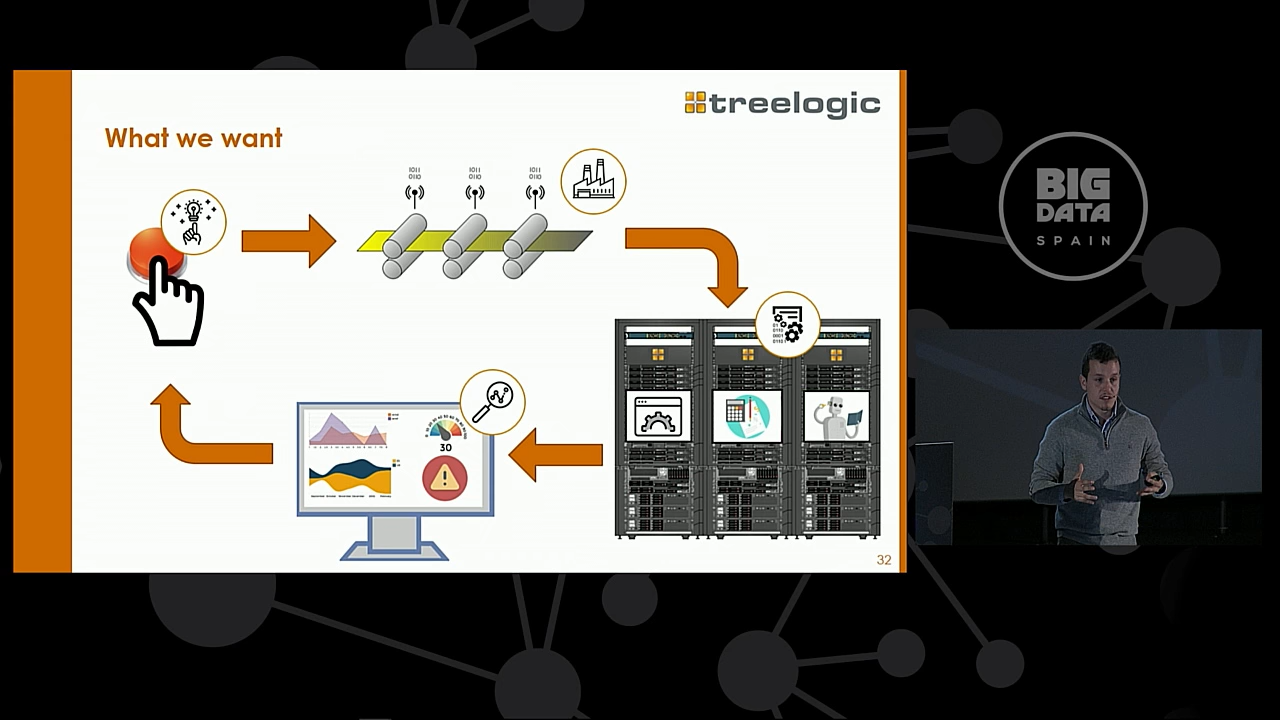 treelogic
What we want
1011
0110
1011
0110
1011
0110
30
32
BIG
DATA
SPAIN